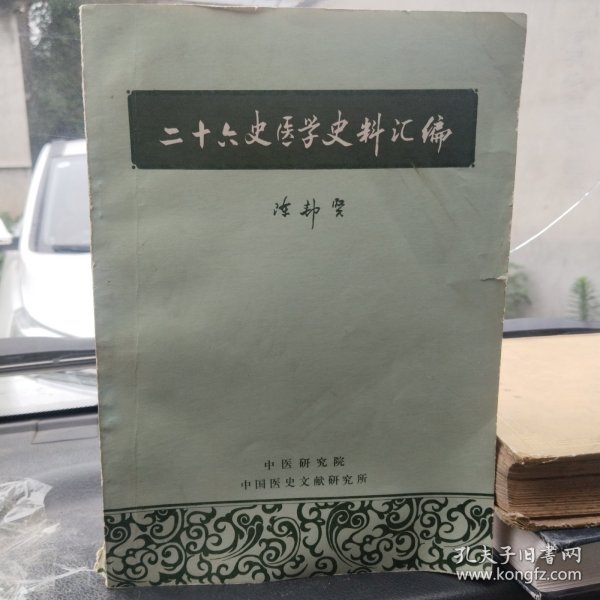 二十六史医学史料汇编
陈邦贤
中医研究院
中国医史文献研究所
孔夫子旧书网
www.kongfz.com